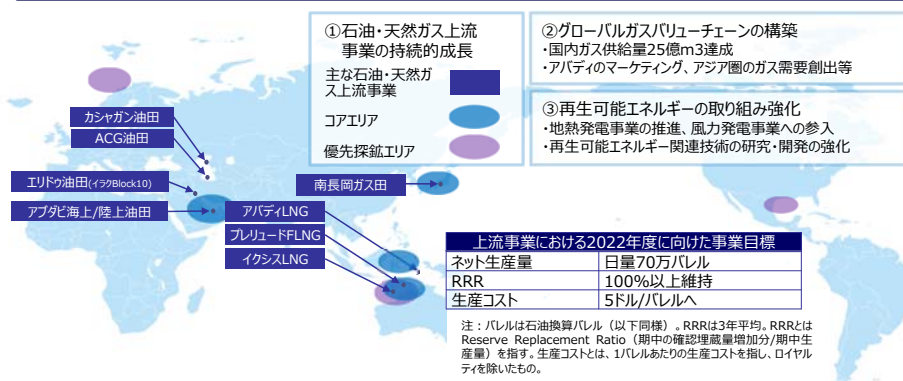 ①石油・天然ガス上流
事業の持続的成長
主な石油・天然ガ
ス上流事業
コアエリア
優先探鉱エリア
②グローバルガスバリューチェーンの構築
・国内ガス供給量25億m3達成
・アバディのマーケティング、アジア圏のガス需要創出等
③再生可能エネルギーの取り組み強化
・地熱発電事業の推進、風力発電事業への参入
・再生可能エネルギー関連技術の研究・開発の強化
カシャガン油田
ACG油田
エリドゥ油田(イラクBlock10)
アブダビ海上/陸上油田
南長岡ガス田
アバディLNG
プレリュードFLNG
イクシスLNG
上流事業における2022年度に向けた事業目標
ネット生産量 日量70万バレル
RRR 100%以上維持
生産コスト 5ドル/バレルへ
注：バレルは石油換算バレル（以下同様）。RRRは3年平均。RRRとは
Reserve Replacement Ratio（期中の確認埋蔵量増加分/期中生
産量）を指す。生産コストとは、1バレルあたりの生産コストを指し、ロイヤル
ティを除いたもの。